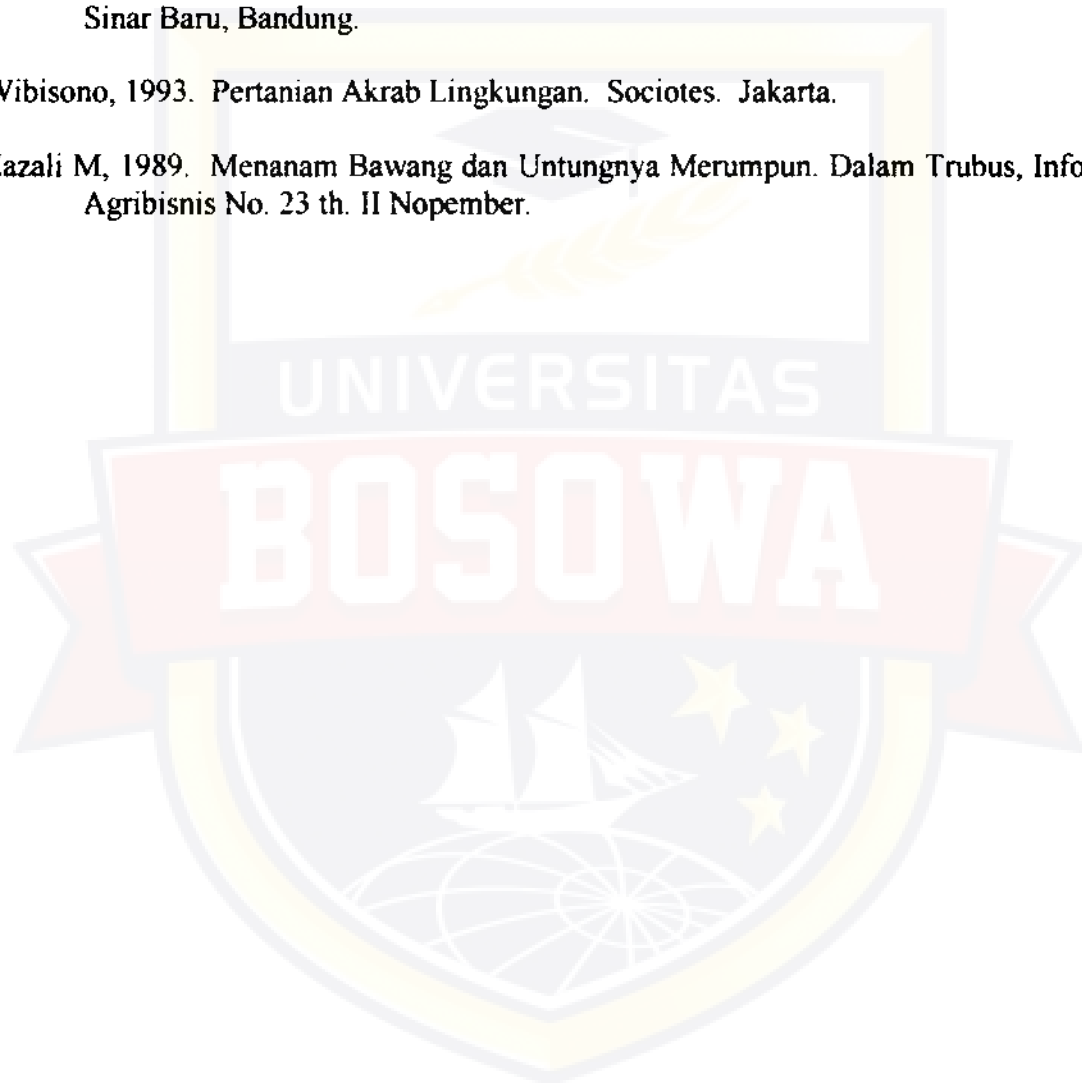 Sinar Baru, Bandung.
Wibisono, 1993. Pertanian Akrab Lingkungan. Sociotes. Jakarta.
azali M, 1989. Menanam Bawang dan Untungnya Merumpun. Dalam Trubus, Info
Agribisnis No. 23 th. II Nopember.
UNIVERSITAS
BOSOWA